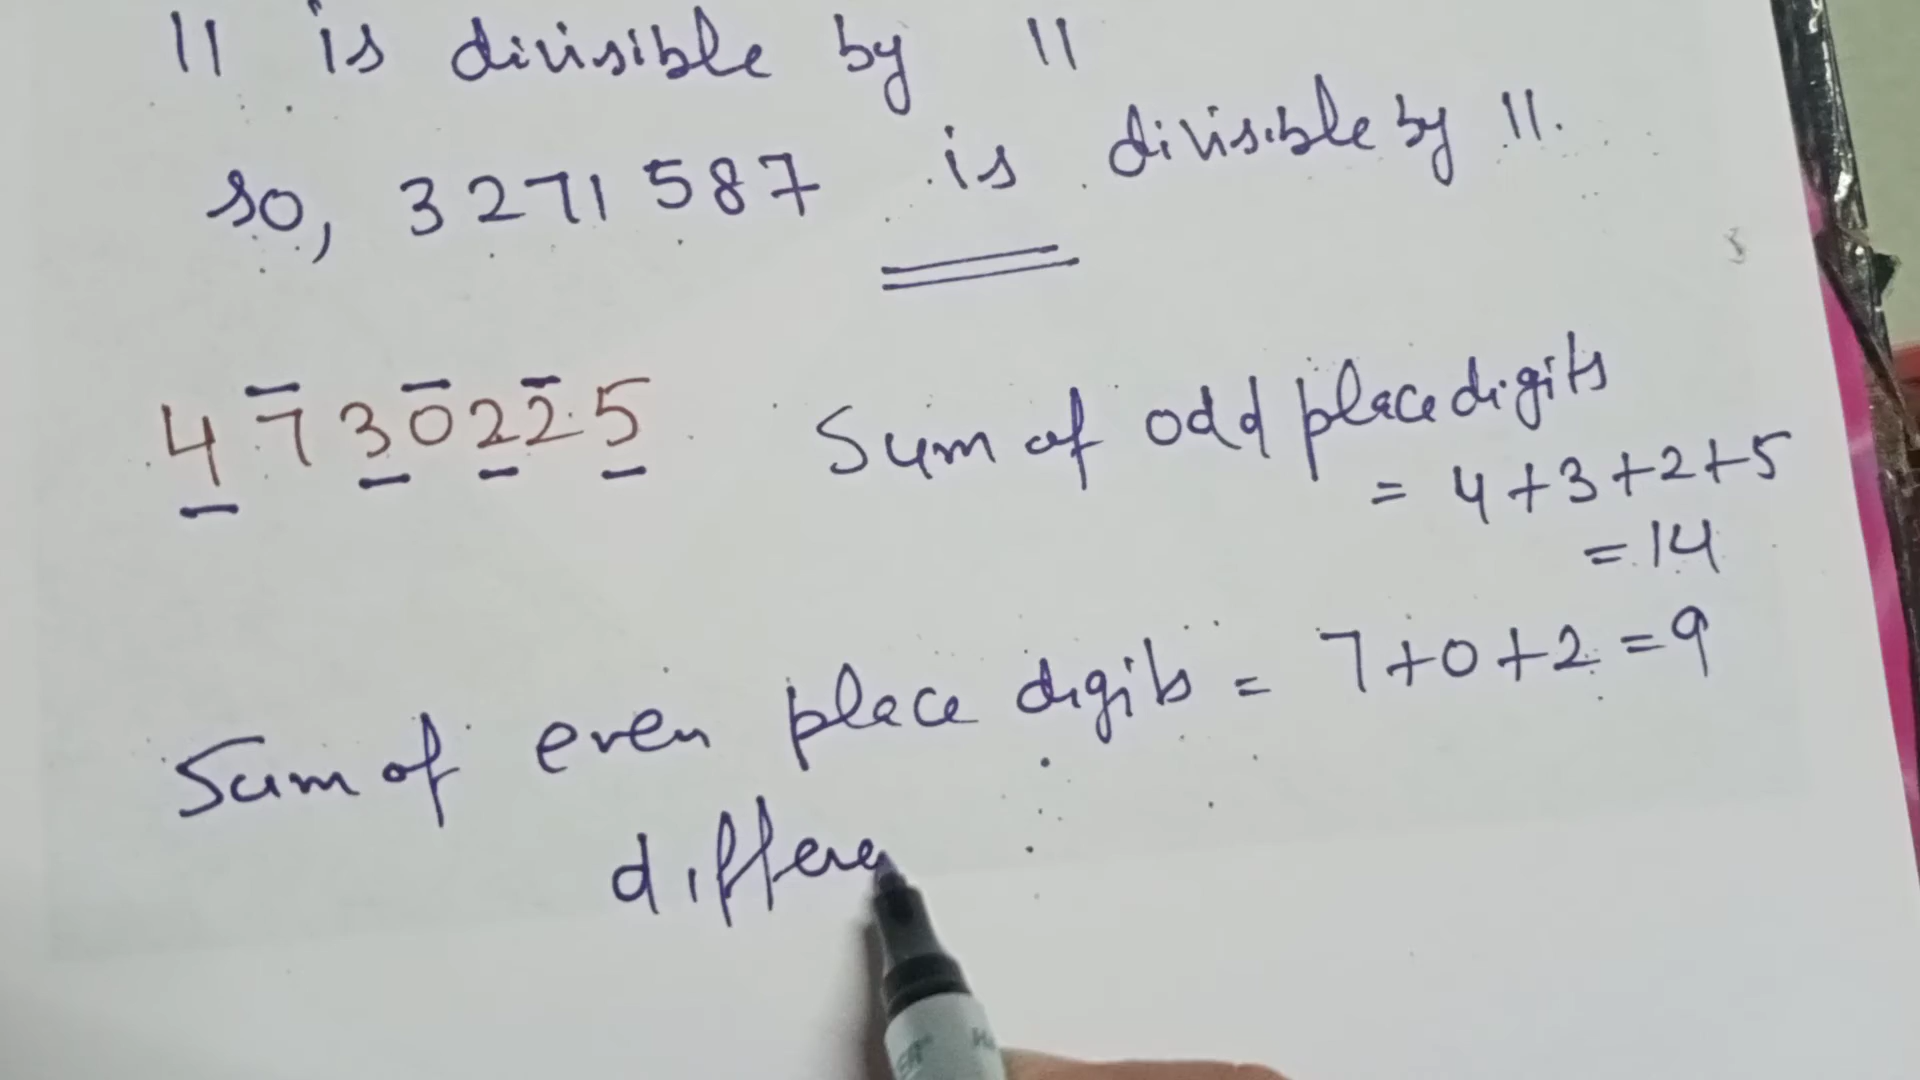 11 is divisible by 11
so, 3271587 is divisible by 11.
4730225 Sum of odd place digits
= 4+3+2+5
= 14
Sum of even place digits = 7+0+2 = 9
differe